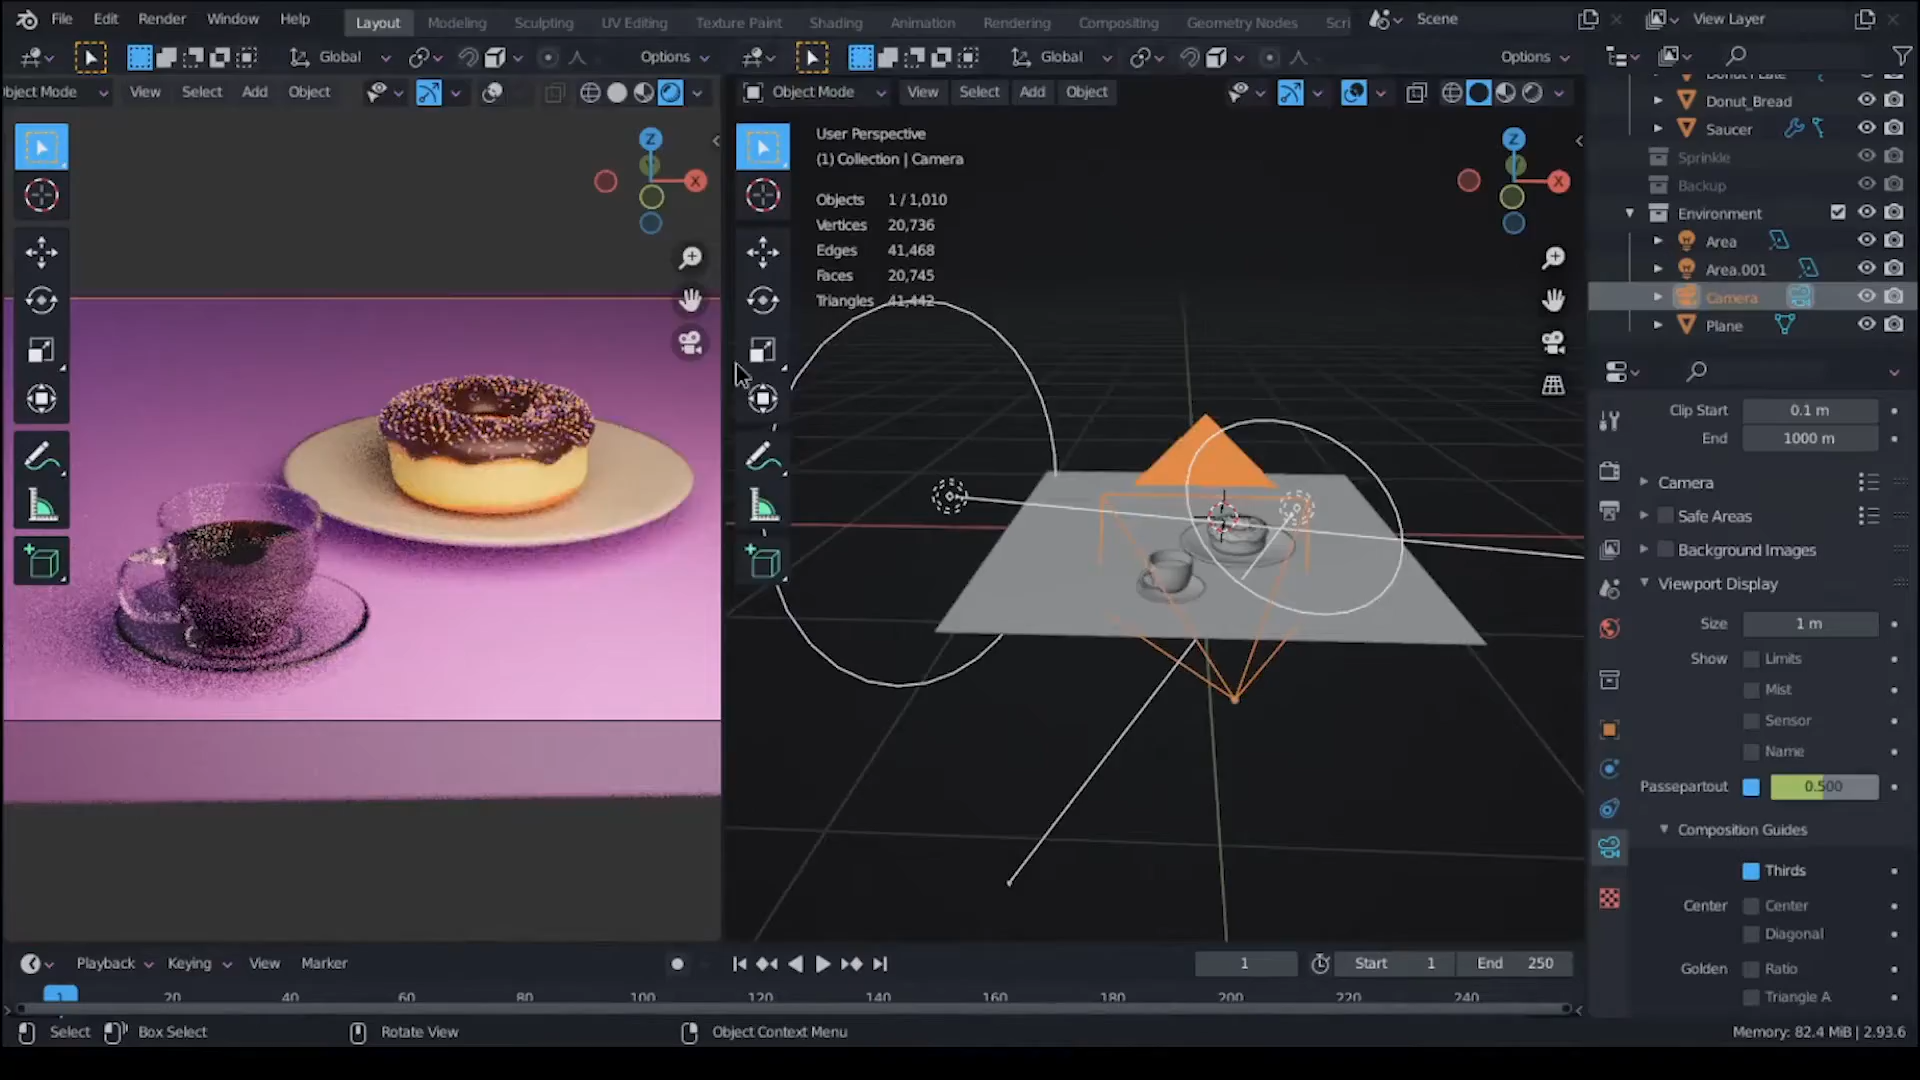 File Edit Render Window Help Layout Modeling Sculpting UV Editing Texture Paint Shading Animation Rendering Compositing Geometry Nodes Scri Scene View Layer
Global Options Global Options
bject Mode View Select Add Object Object Mode View Select Add Object
Z
X
User Perspective
(1) Collection | Camera
Objects 1 / 1,010
Vertices 20,736
Edges 41,468
Faces 20,745
Triangles 41,442
Z
X
Donut Plate
Donut_Bread
Saucer
Sprinkle
Backup
Environment
Area
Area.001
Camera
Plane
Clip Start 0.1 m
End 1000 m
Camera
Safe Areas
Background Images
Viewport Display
Size 1 m
Show Limits
Mist
Sensor
Name
Passepartout 0.500
Composition Guides
Thirds
Center Center
Diagonal
Golden Ratio
Triangle A
Playback Keying View Marker 1 Start 1 End 250
1 20 40 60 80 100 120 140 160 180 200 220 240
Select Box Select Rotate View Object Context Menu Memory: 82.4 MiB | 2.93.6